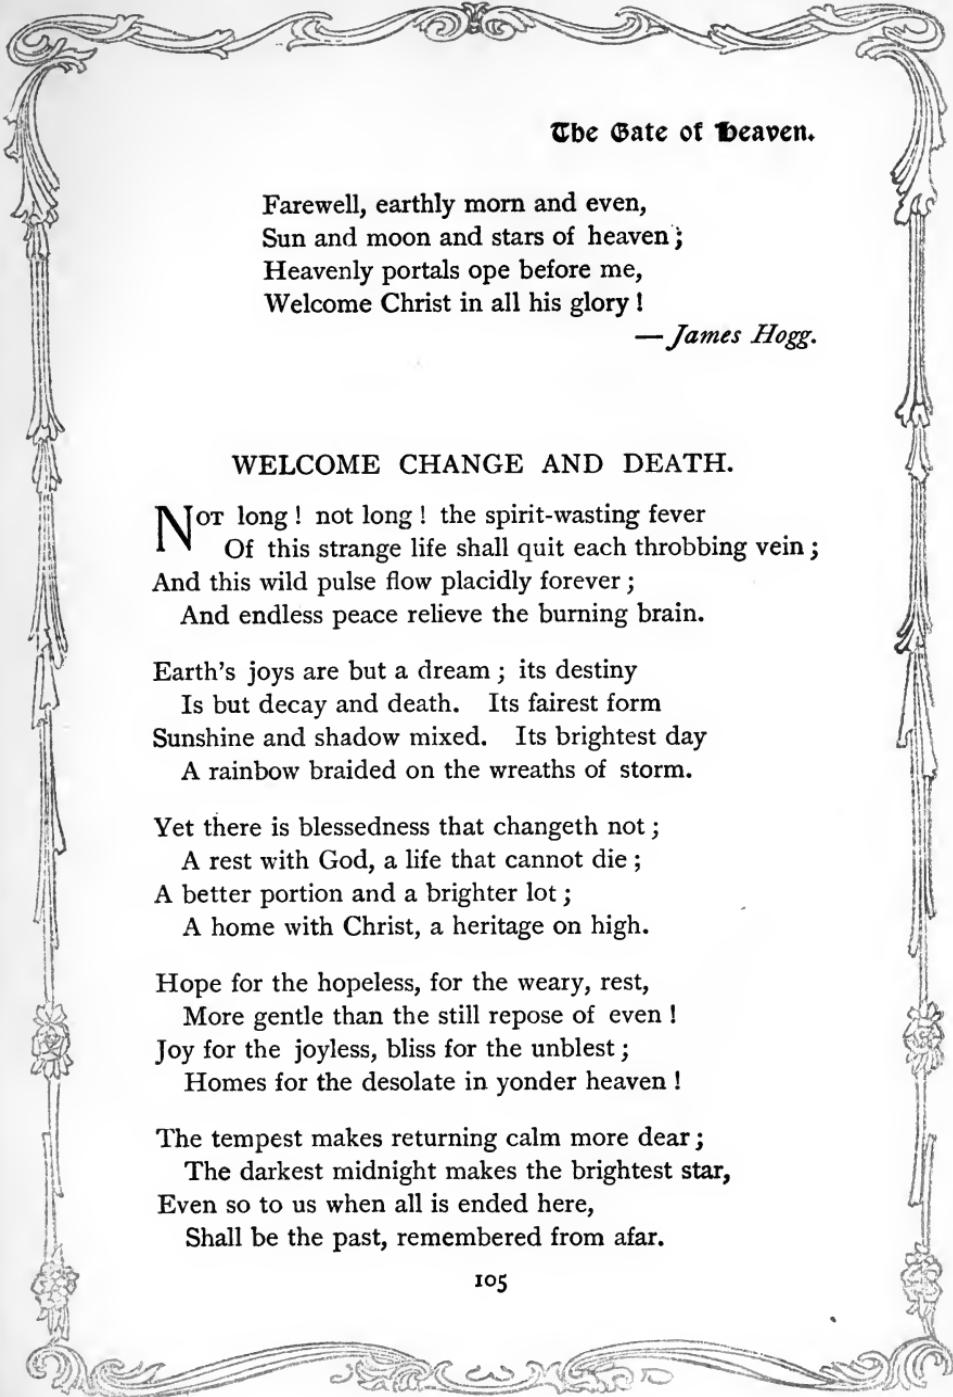 The Gate of Heaven.
Farewell, earthly morn and even,
Sun and moon and stars of heaven;
Heavenly portals ope before me,
Welcome Christ in all his glory!
— James Hogg.
WELCOME CHANGE AND DEATH.
NOT long! not long! the spirit-wasting fever
Of this strange life shall quit each throbbing vein;
And this wild pulse flow placidly forever;
And endless peace relieve the burning brain.
Earth's joys are but a dream; its destiny
Is but decay and death. Its fairest form
Sunshine and shadow mixed. Its brightest day
A rainbow braided on the wreaths of storm.
Yet there is blessedness that changeth not;
A rest with God, a life that cannot die;
A better portion and a brighter lot;
A home with Christ, a heritage on high.
Hope for the hopeless, for the weary, rest,
More gentle than the still repose of even!
Joy for the joyless, bliss for the unblest;
Homes for the desolate in yonder heaven!
The tempest makes returning calm more dear;
The darkest midnight makes the brightest star,
Even so to us when all is ended here,
Shall be the past, remembered from afar.
105